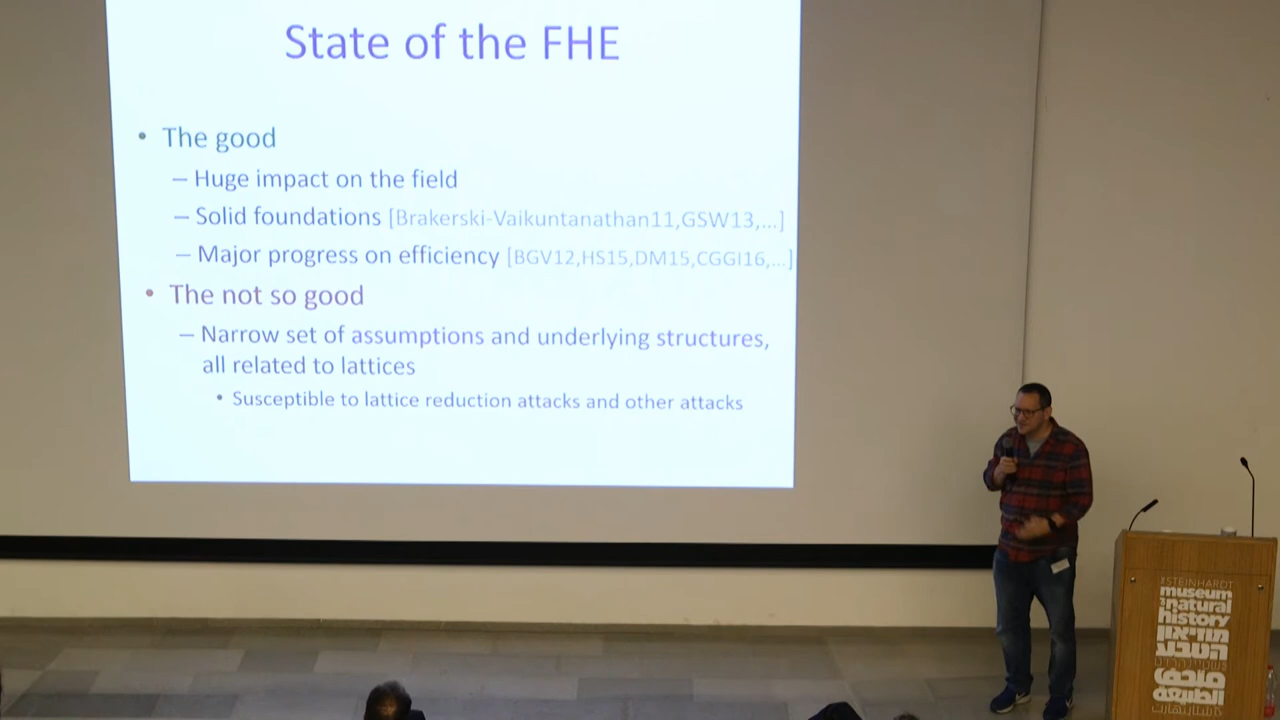 State of the FHE
• The good
– Huge impact on the field
– Solid foundations [Brakerski-Vaikuntanathan11,GSW13,...]
– Major progress on efficiency [BGV12,HS15,DM15,CGGI16,...]
• The not so good
– Narrow set of assumptions and underlying structures,
all related to lattices
• Susceptible to lattice reduction attacks and other attacks
STEINHARDT
museum
natural
history
מוזיאון
הטבע
متحف
الطبيعة